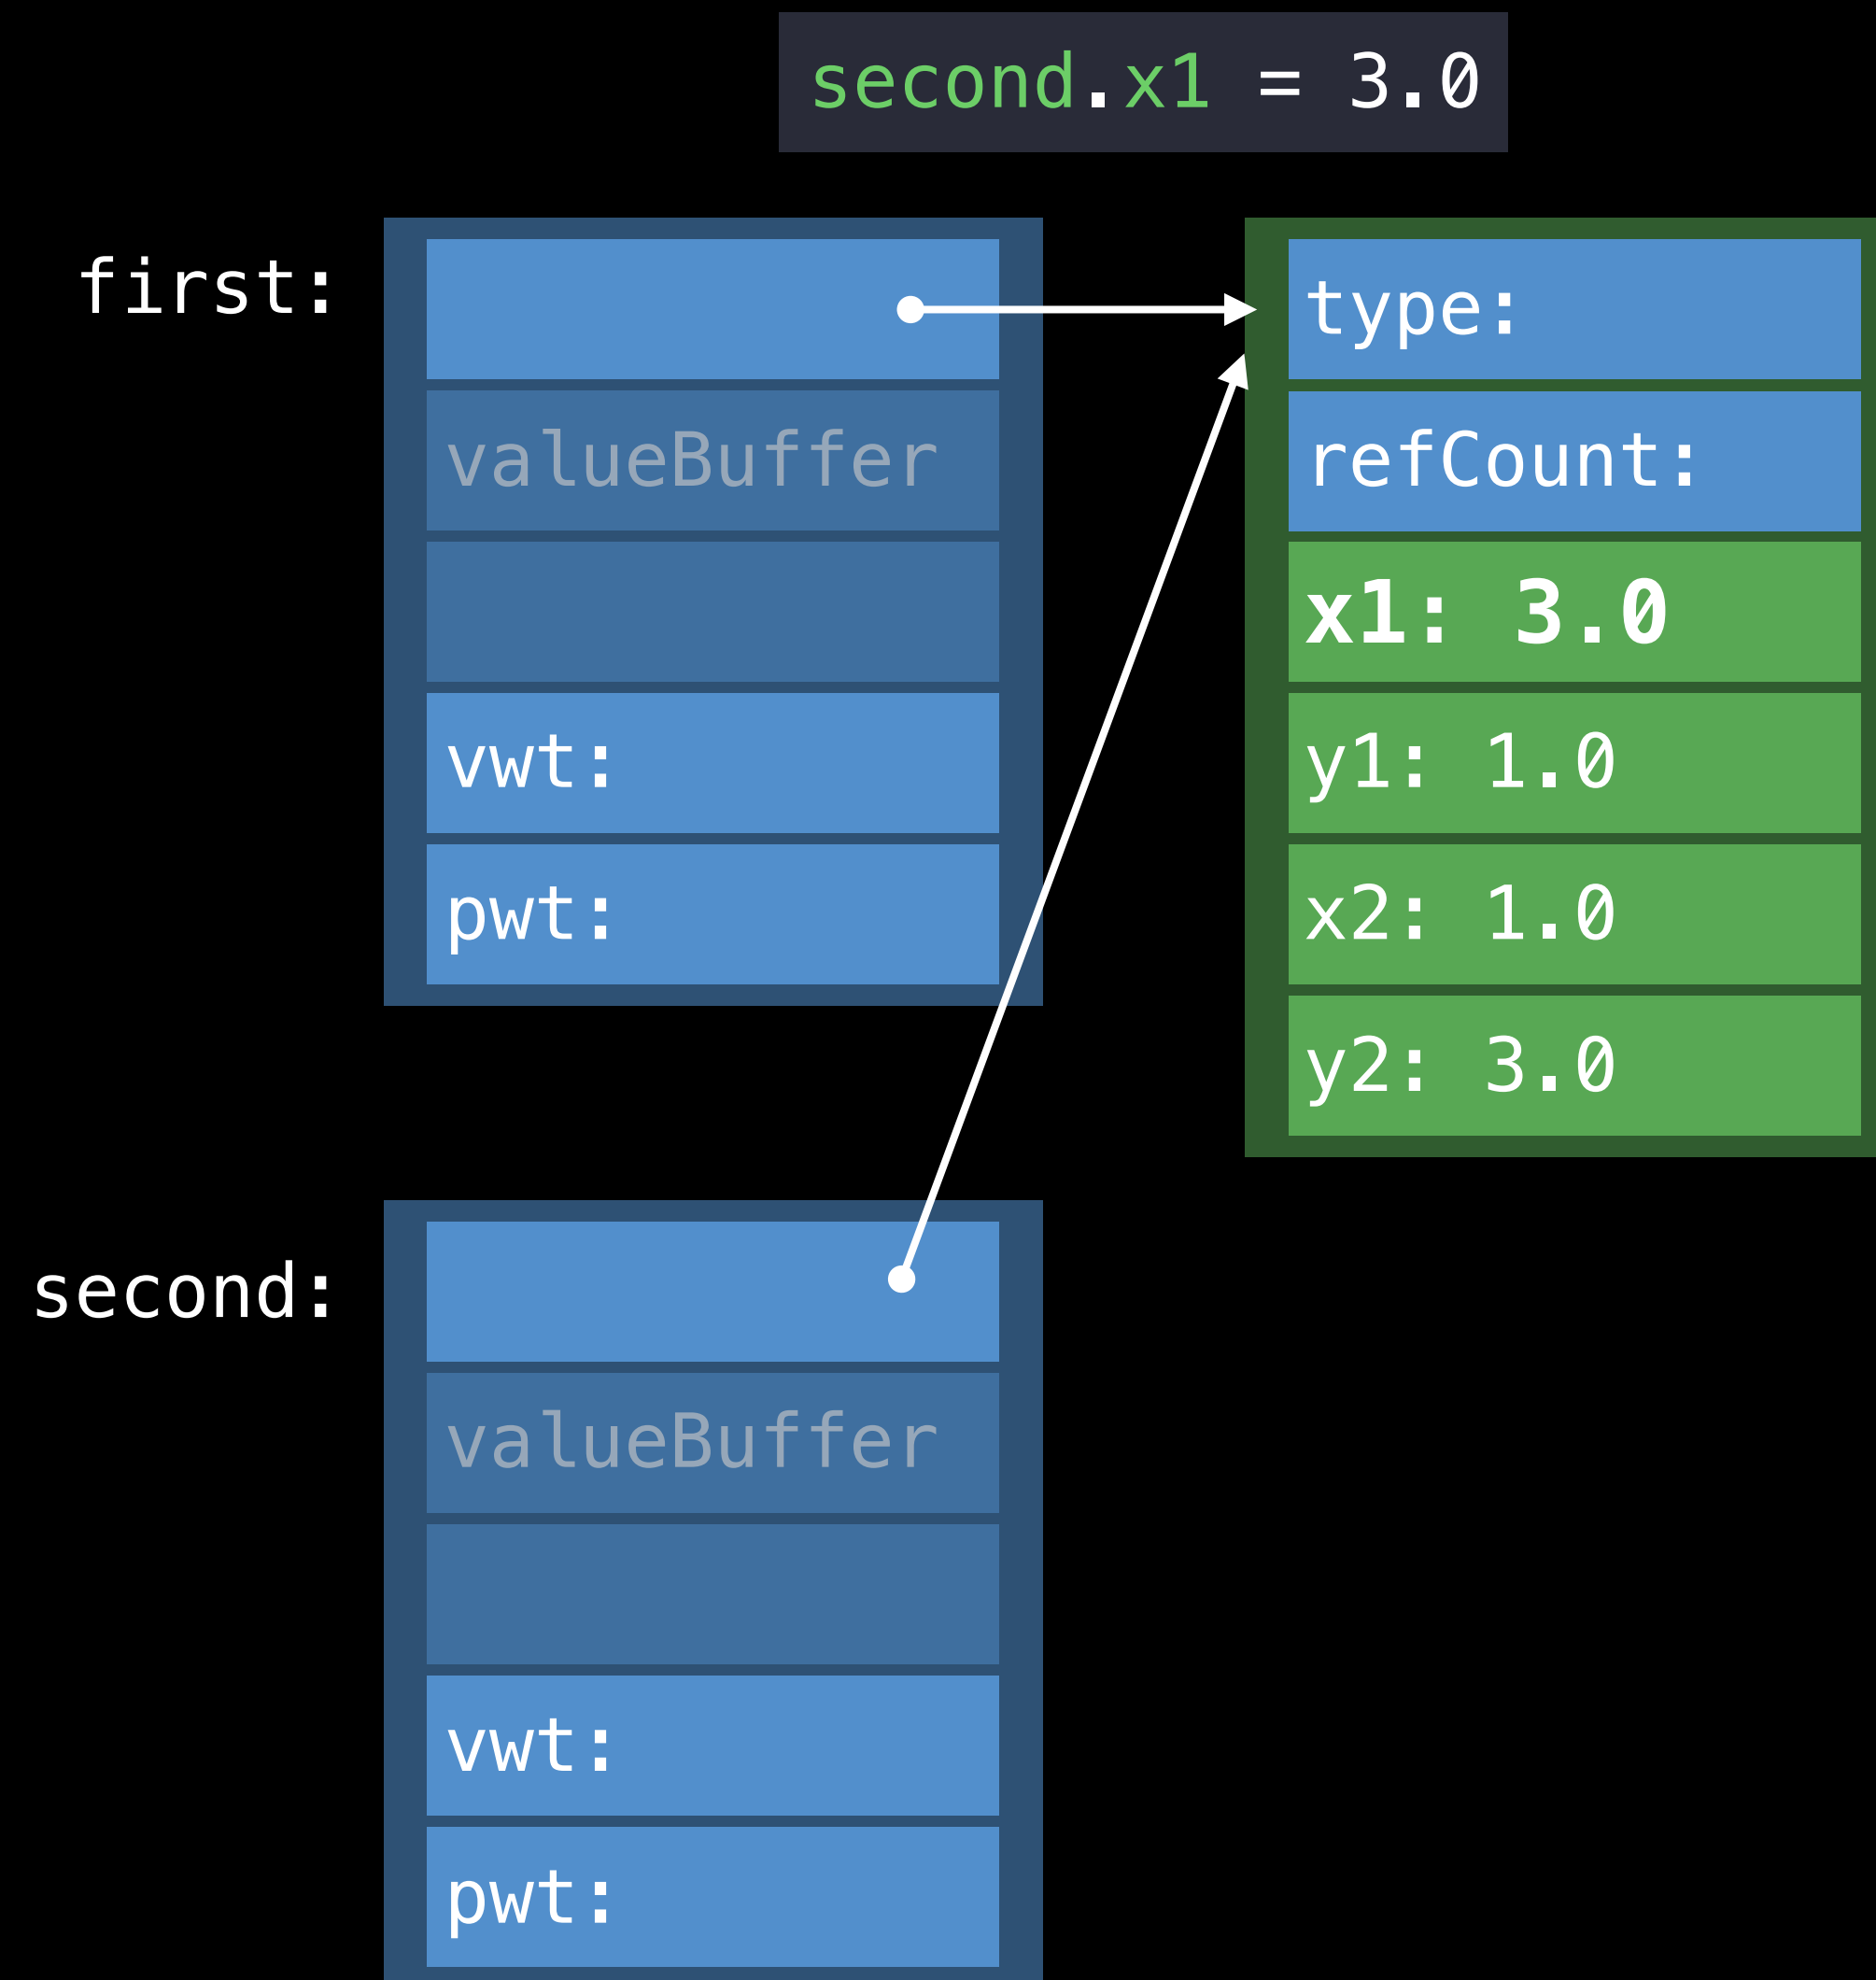 second.x1 = 3.0
first:
valueBuffer
vwt:
pwt:
type:
refCount:
x1: 3.0
y1: 1.0
x2: 1.0
y2: 3.0
second:
valueBuffer
vwt:
pwt: